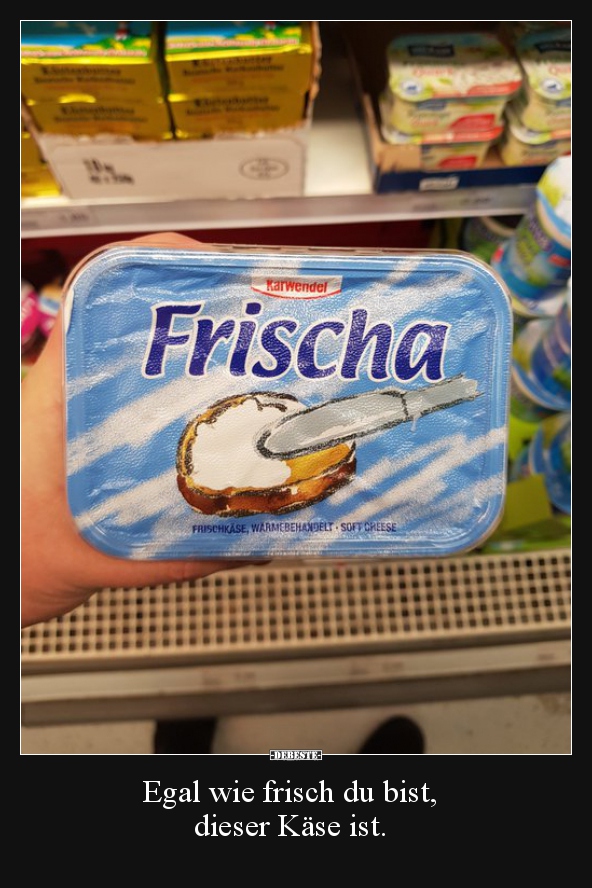 Karwendel
Frischa
FRISCHKÄSE, WÄRMEBEHANDELT · SOFT CHEESE
-DEBESTE-
Egal wie frisch du bist,
dieser Käse ist.